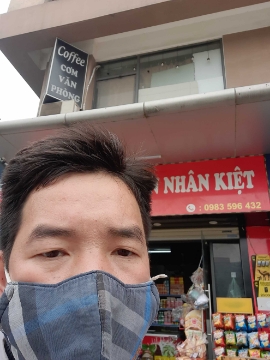 Coffee
CƠM
VĂN
PHÒNG
NHÂN KIỆT
0983 596 432